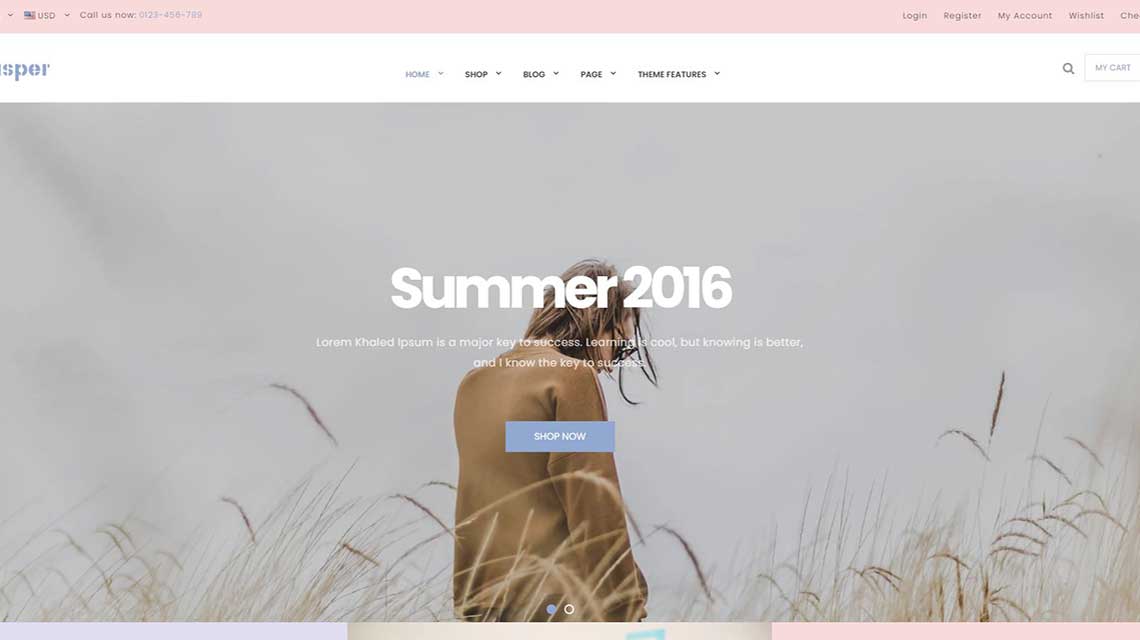 USD Call us now: 0123-456-789 Login Register My Account Wishlist
HOME SHOP BLOG PAGE THEME FEATURES MY CART
Summer 2016
Lorem Khaled Ipsum is a major key to success. Learning is cool, but knowing is better,
and I know the key to success.
SHOP NOW